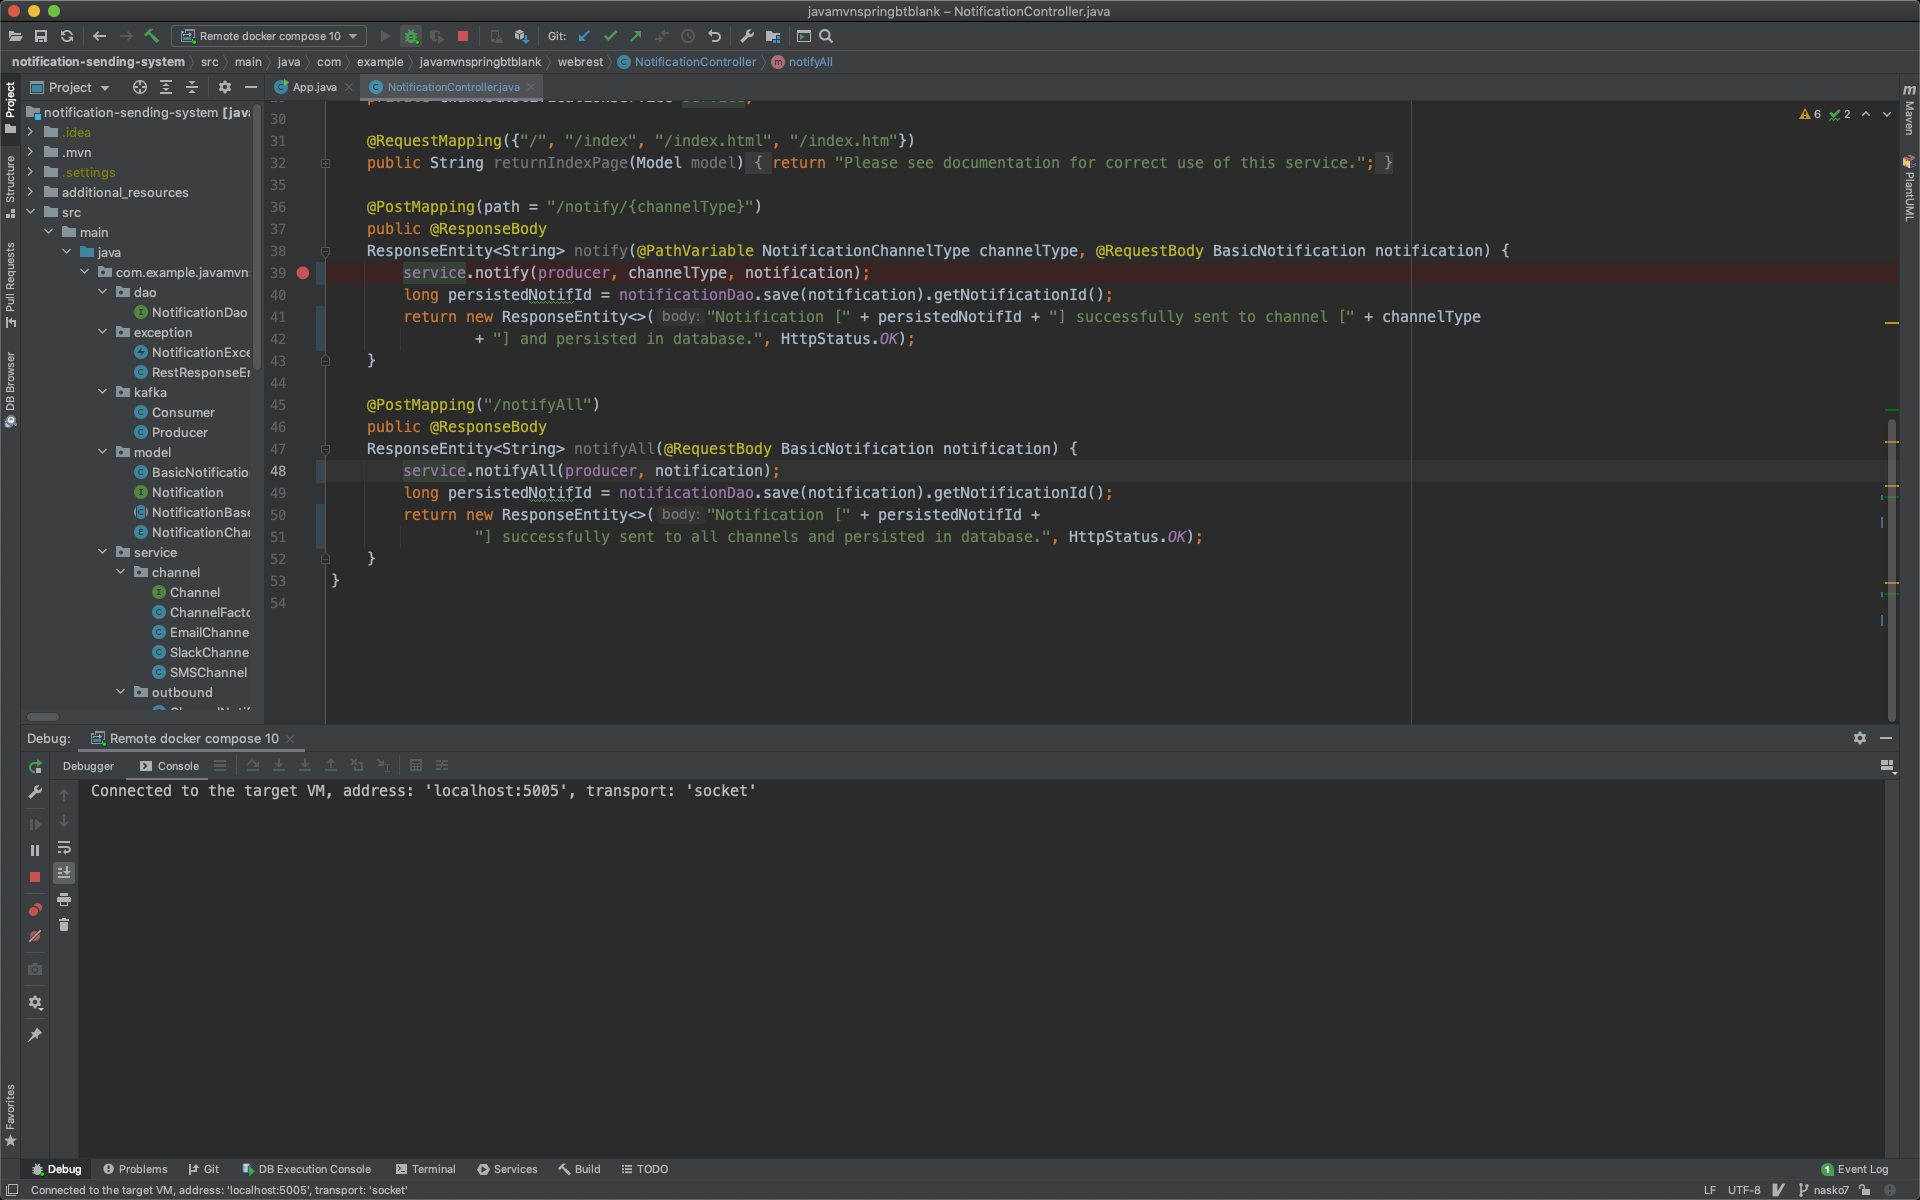 javamvnspringbtblank – NotificationController.java
Remote docker compose 10
Git:
notification-sending-system src main java com example javamvnspringbtblank webrest NotificationController notifyAll
Project
App.java
NotificationController.java
Project
Structure
Pull Requests
DB Browser
Favorites
m
Maven
PlantUML
notification-sending-system [java
.idea
.mvn
.settings
additional_resources
src
main
java
com.example.javamvn
dao
NotificationDao
exception
NotificationExce
RestResponseEr
kafka
Consumer
Producer
model
BasicNotificatio
Notification
NotificationBase
NotificationChar
service
channel
Channel
ChannelFacto
EmailChanne
SlackChanne
SMSChannel
outbound
6 2
30
31 @RequestMapping({"/", "/index", "/index.html", "/index.htm"})
32 public String returnIndexPage(Model model) { return "Please see documentation for correct use of this service."; }
35
36 @PostMapping(path = "/notify/{channelType}")
37 public @ResponseBody
38 ResponseEntity<String> notify(@PathVariable NotificationChannelType channelType, @RequestBody BasicNotification notification) {
39 service.notify(producer, channelType, notification);
40 long persistedNotifId = notificationDao.save(notification).getNotificationId();
41 return new ResponseEntity<>( body: "Notification [" + persistedNotifId + "] successfully sent to channel [" + channelType
42 + "] and persisted in database.", HttpStatus.OK);
43 }
44
45 @PostMapping("/notifyAll")
46 public @ResponseBody
47 ResponseEntity<String> notifyAll(@RequestBody BasicNotification notification) {
48 service.notifyAll(producer, notification);
49 long persistedNotifId = notificationDao.save(notification).getNotificationId();
50 return new ResponseEntity<>( body: "Notification [" + persistedNotifId +
51 "] successfully sent to all channels and persisted in database.", HttpStatus.OK);
52 }
53 }
54
Debug: Remote docker compose 10
Debugger Console
Connected to the target VM, address: 'localhost:5005', transport: 'socket'
Debug Problems Git DB Execution Console Terminal Services Build TODO 1 Event Log
Connected to the target VM, address: 'localhost:5005', transport: 'socket' LF UTF-8 nasko7